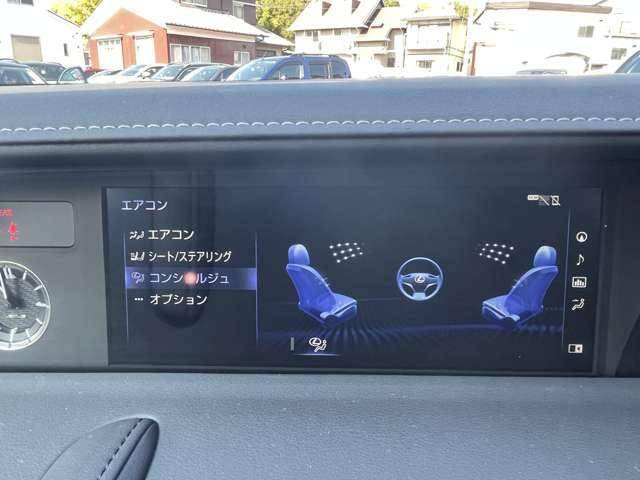 エアコン
エアコン
シート/ステアリング
コンシェルジュ
オプション